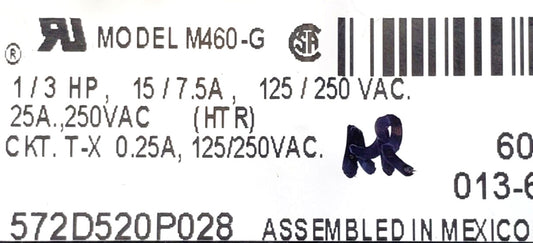 ® MODEL M460-G
1/3 HP, 15/7.5A, 125/250 VAC.
25A.,250VAC (HTR)
CKT. T-X 0.25A, 125/250VAC.
60
013-6
572D520P028 ASSEMBLED IN MEXICO